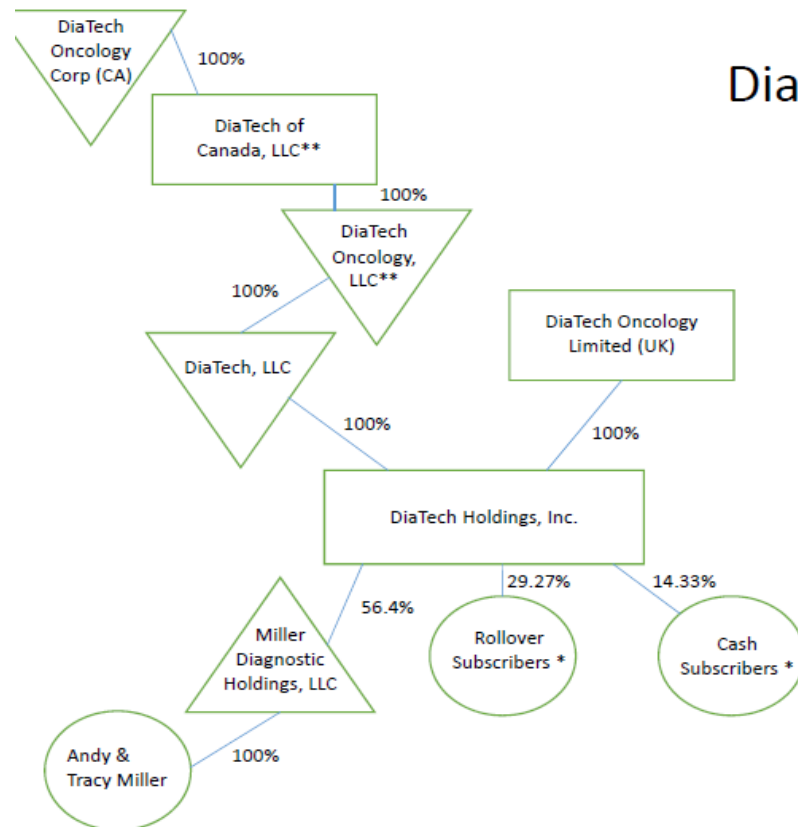 DiaTech
Oncology
Corp (CA)
100%
Dia
DiaTech of
Canada, LLC**
100%
DiaTech
Oncology,
LLC**
100%
DiaTech Oncology
Limited (UK)
DiaTech, LLC
100%
100%
DiaTech Holdings, Inc.
56.4%
29.27%
14.33%
Miller
Diagnostic
Holdings, LLC
Rollover
Subscribers *
Cash
Subscribers *
Andy &
Tracy Miller
100%